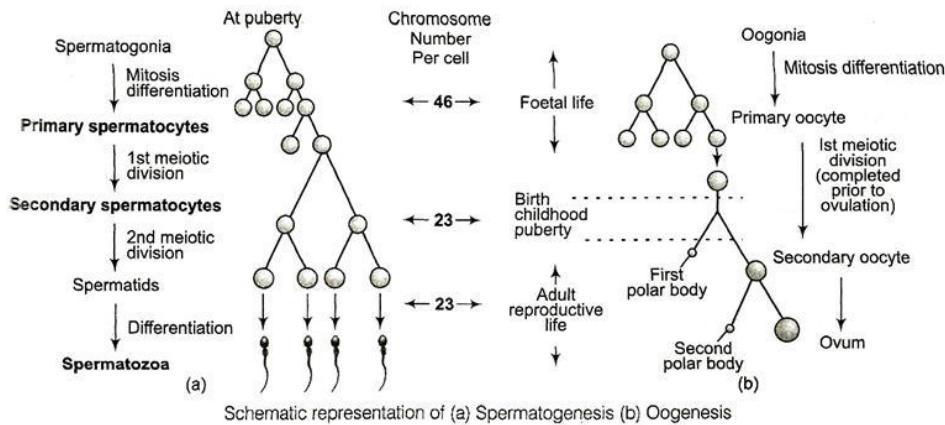 At puberty
Spermatogonia
Mitosis
differentiation
Primary spermatocytes
1st meiotic
division
Secondary spermatocytes
2nd meiotic
division
Spermatids
Differentiation
Spermatozoa
(a)
Chromosome
Number
Per cell
46
23
23
Foetal life
Birth
childhood
puberty
Adult
reproductive
life
First
polar body
Second
polar body
(b)
Oogonia
Mitosis differentiation
Primary oocyte
Ist meiotic
division
(completed
prior to
ovulation)
Secondary oocyte
Ovum
Schematic representation of (a) Spermatogenesis (b) Oogenesis